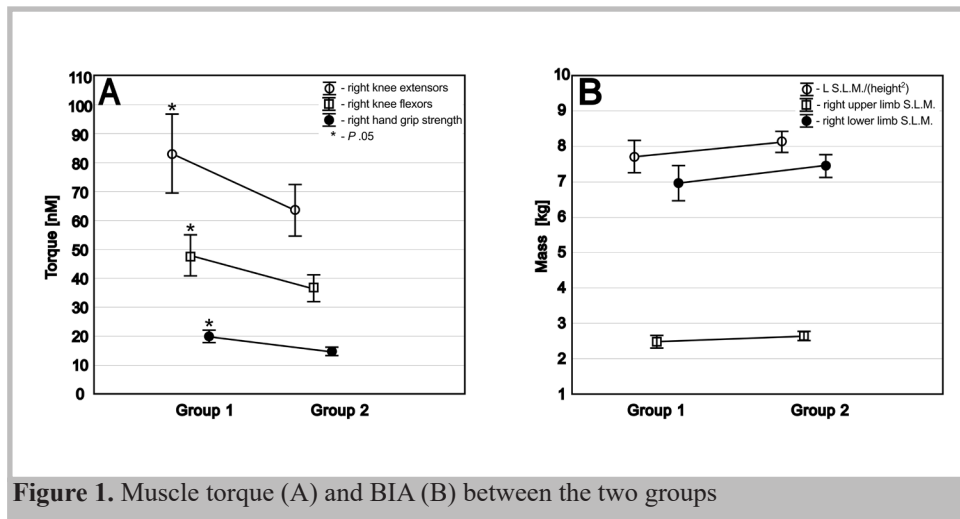 A
○ - right knee extensors
□ - right knee flexors
● - right hand grip strength
* - P .05
*
*
*
Torque [nM]
110
100
90
80
70
60
50
40
30
20
10
0
Group 1 Group 2
B
○ - L S.L.M./(height²)
□ - right upper limb S.L.M.
● - right lower limb S.L.M.
Mass [kg]
10
9
8
7
6
5
4
3
2
1
Group 1 Group 2
Figure 1. Muscle torque (A) and BIA (B) between the two groups